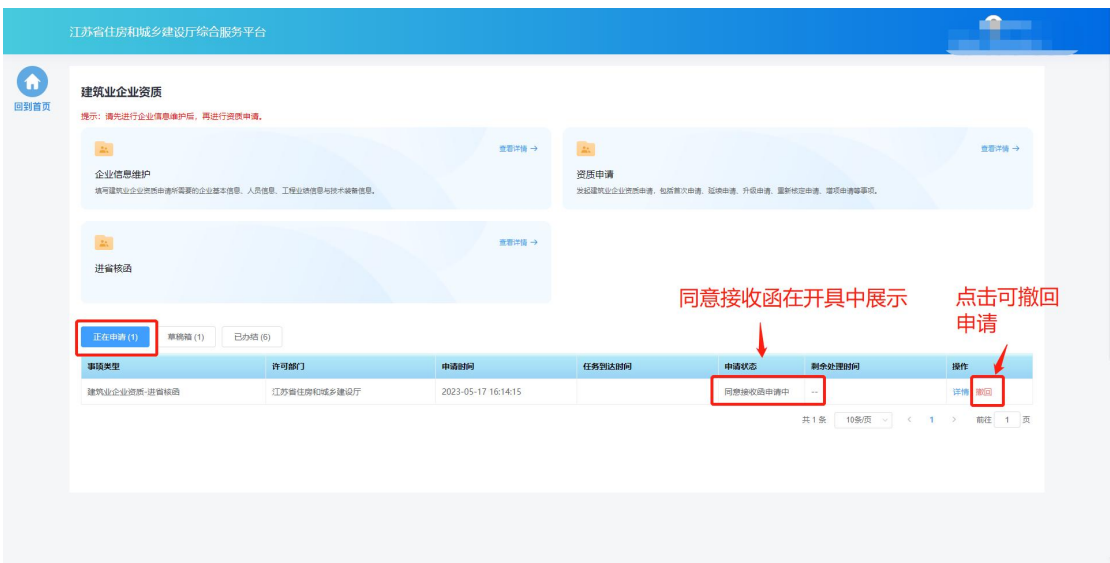 江苏省住房和城乡建设厅综合服务平台
回到首页
建筑业企业资质
提示：请先进行企业信息维护后，再进行资质申请。
查看详情 →
企业信息维护
填写建筑业企业资质申请所需要的企业基本信息、人员信息、工程业绩信息与技术装备信息。
查看详情 →
资质申请
发起建筑业企业资质申请，包括首次申请、延续申请、升级申请、重新核定申请、增项申请等事项。
查看详情 →
进省核函
同意接收函在开具中展示
点击可撤回
申请
正在申请 (1) 草稿箱 (1) 已办结 (6)
事项类型 许可部门 申请时间 任务到达时间 申请状态 剩余处理时间 操作
建筑业企业资质-进省核函 江苏省住房和城乡建设厅 2023-05-17 16:14:15 同意接收函申请中 -- 详情 撤回
共 1 条 10条/页 < 1 > 前往 1 页